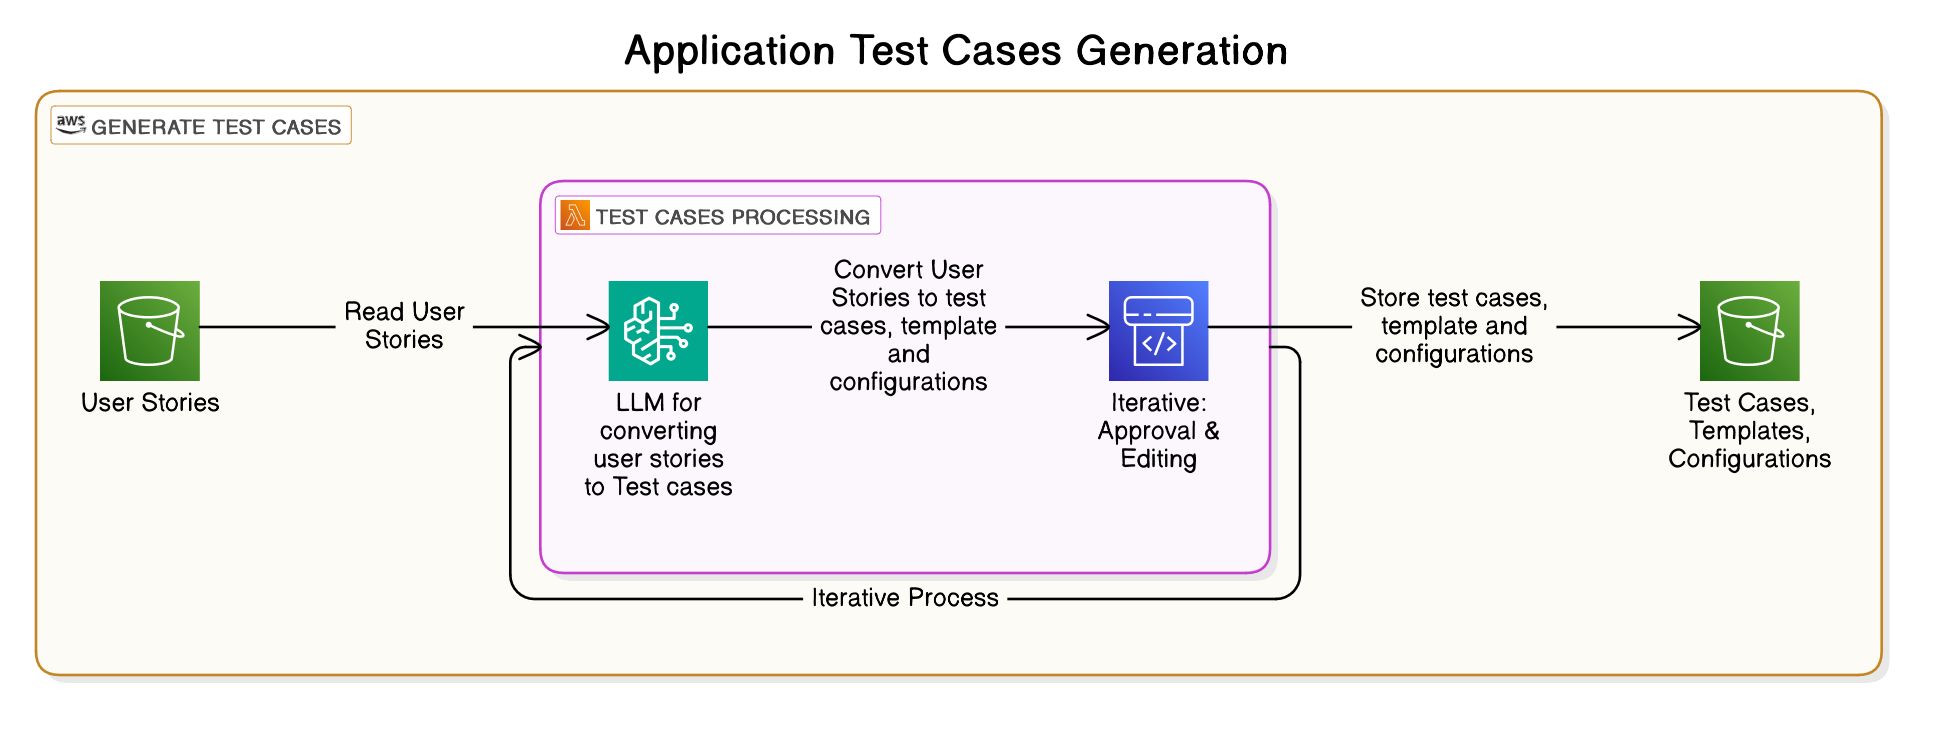 Application Test Cases Generation
aws GENERATE TEST CASES
TEST CASES PROCESSING
User Stories
Read User
Stories
LLM for
converting
user stories
to Test cases
Convert User
Stories to test
cases, template
and
configurations
</>
Iterative:
Approval &
Editing
Store test cases,
template and
configurations
Test Cases,
Templates,
Configurations
Iterative Process